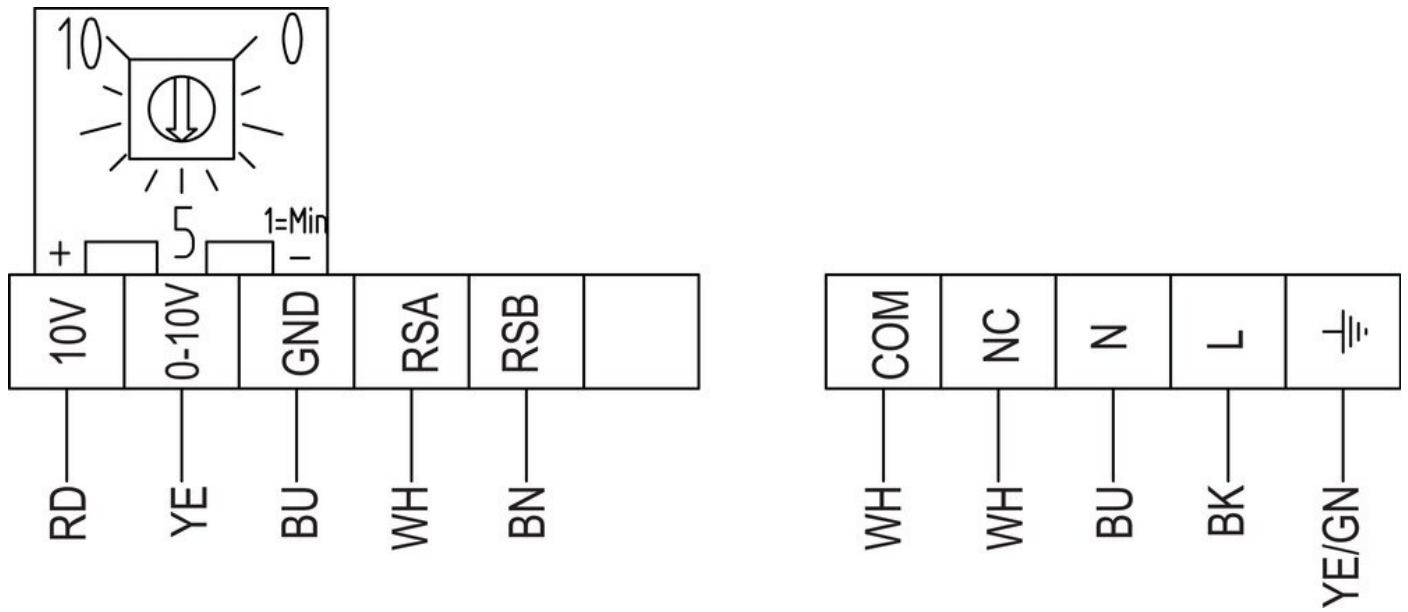 10 0
5 1=Min
+ -
10V 0-10V GND RSA RSB COM NC N L
RD YE BU WH BN WH WH BU BK YE/GN